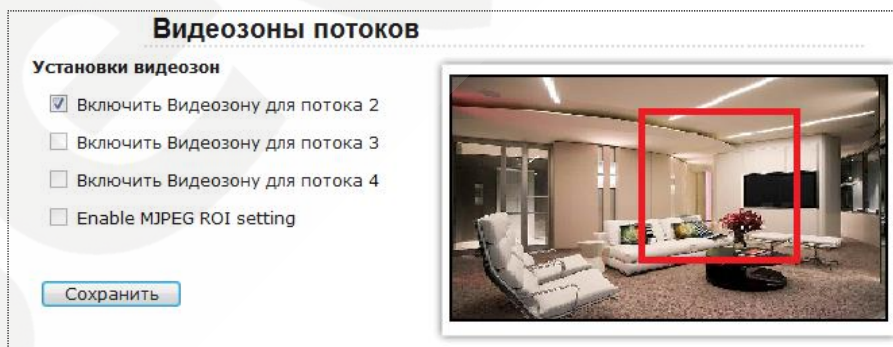 Видеозоны потоков
Установки видеозон
Включить Видеозону для потока 2
Включить Видеозону для потока 3
Включить Видеозону для потока 4
Enable MJPEG ROI setting
Сохранить